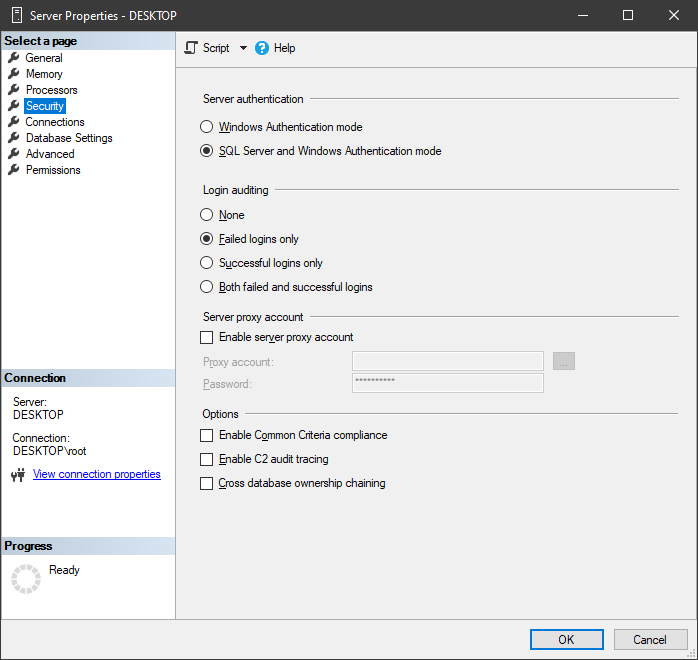 Server Properties - DESKTOP
Select a page
General
Memory
Processors
Security
Connections
Database Settings
Advanced
Permissions
Script
Help
Server authentication
Windows Authentication mode
SQL Server and Windows Authentication mode
Login auditing
None
Failed logins only
Successful logins only
Both failed and successful logins
Server proxy account
Enable server proxy account
Proxy account:
...
Password:
**********
Options
Enable Common Criteria compliance
Enable C2 audit tracing
Cross database ownership chaining
Connection
Server:
DESKTOP
Connection:
DESKTOP\root
View connection properties
Progress
Ready
OK
Cancel